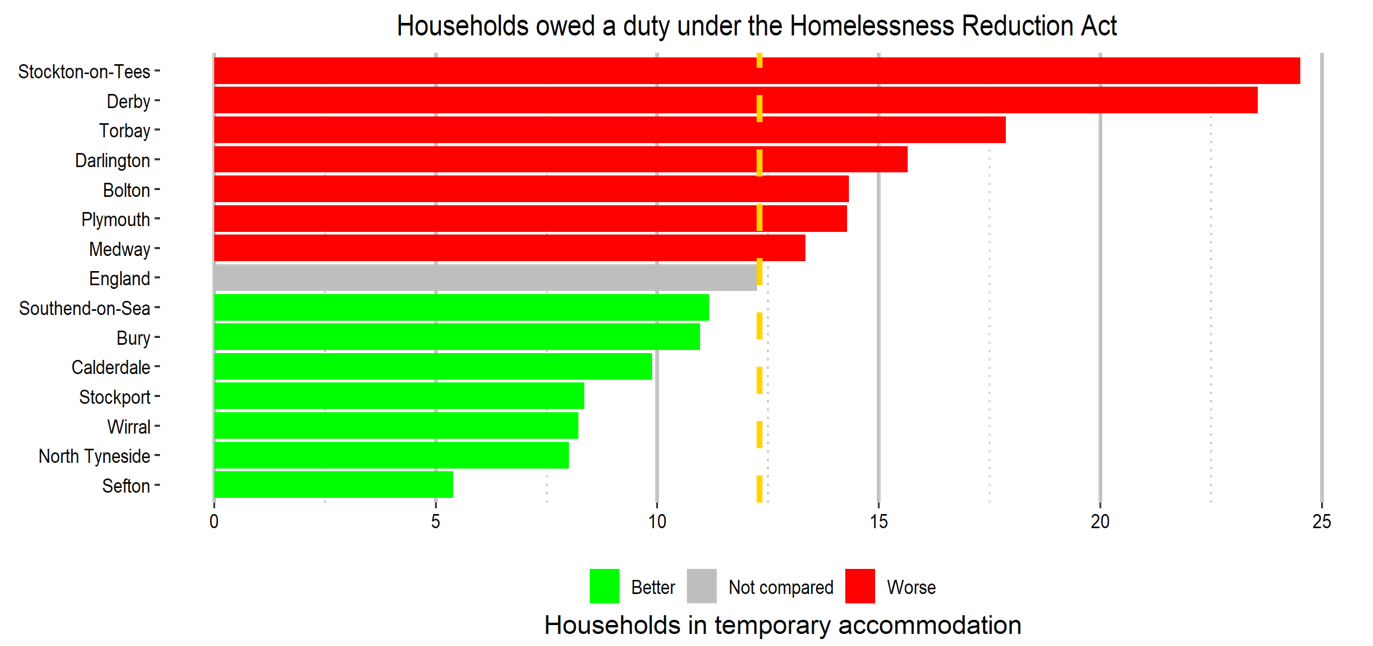 Households owed a duty under the Homelessness Reduction Act
Stockton-on-Tees
Derby
Torbay
Darlington
Bolton
Plymouth
Medway
England
Southend-on-Sea
Bury
Calderdale
Stockport
Wirral
North Tyneside
Sefton
0 5 10 15 20 25
Better Not compared Worse
Households in temporary accommodation